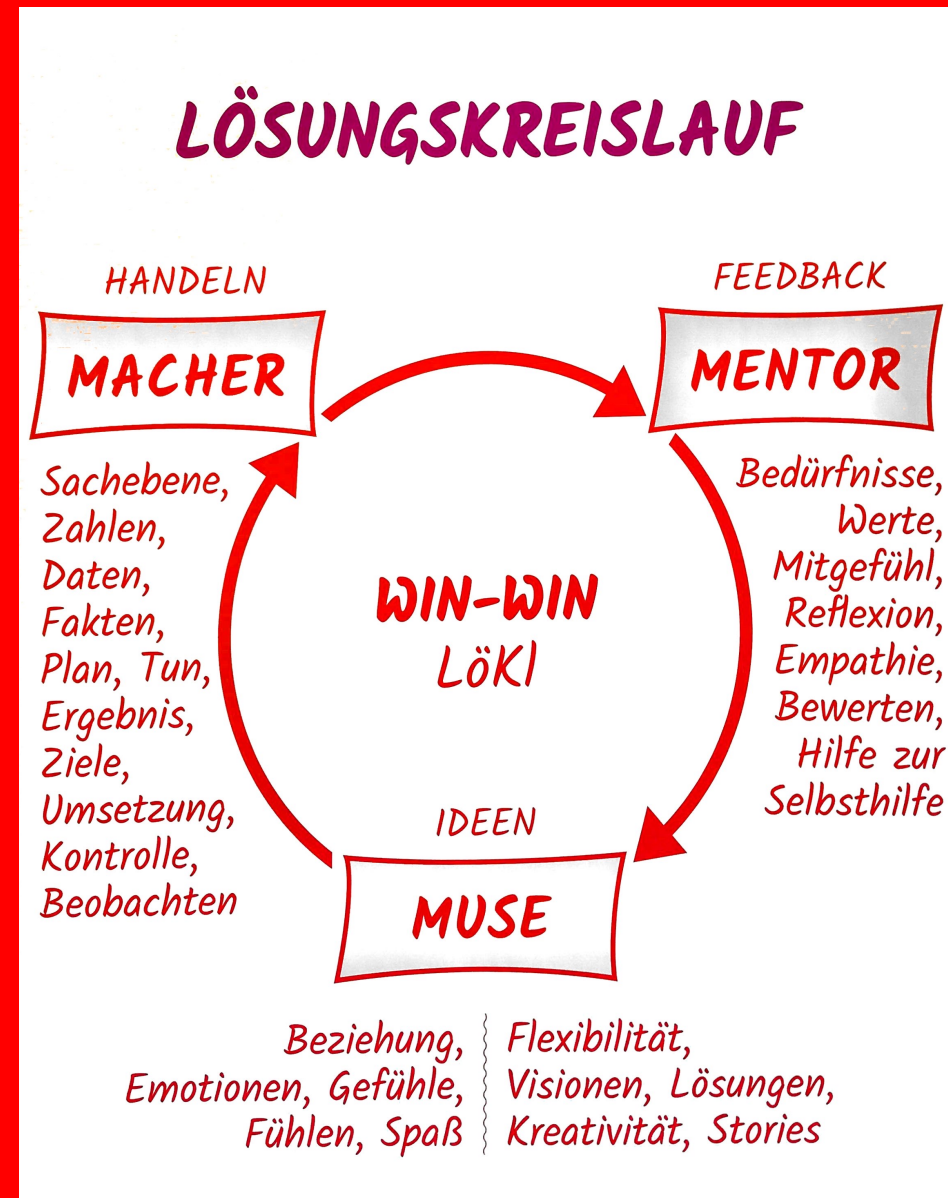 LÖSUNGSKREISLAUF
HANDELN
MACHER
Sachebene,
Zahlen,
Daten,
Fakten,
Plan, Tun,
Ergebnis,
Ziele,
Umsetzung,
Kontrolle,
Beobachten
FEEDBACK
MENTOR
Bedürfnisse,
Werte,
Mitgefühl,
Reflexion,
Empathie,
Bewerten,
Hilfe zur
Selbsthilfe
WIN-WIN
LöKl
IDEEN
MUSE
Beziehung,
Emotionen, Gefühle,
Fühlen, Spaß
Flexibilität,
Visionen, Lösungen,
Kreativität, Stories